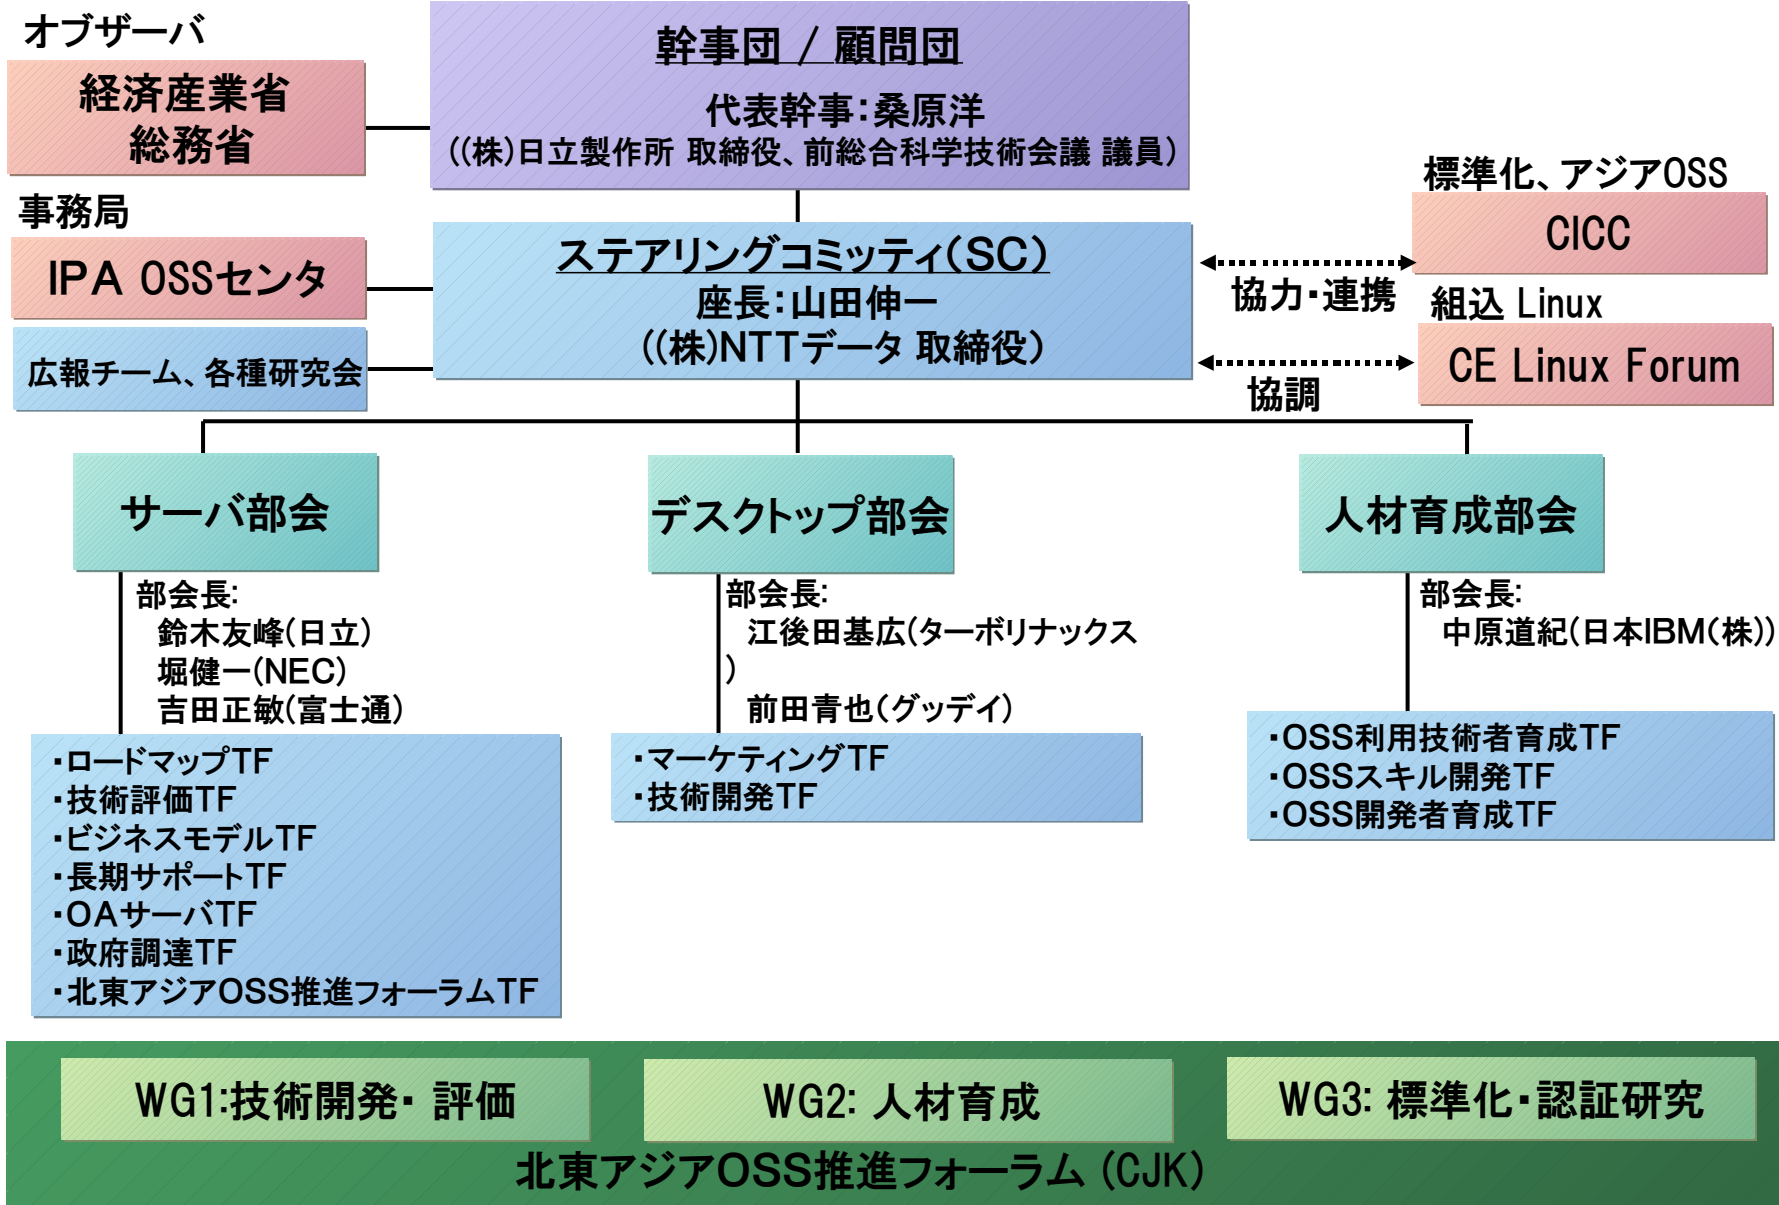 オブザーバ
経済産業省
総務省
幹事団 / 顧問団
代表幹事：桑原洋
((株)日立製作所 取締役、前総合科学技術会議 議員)
事務局
IPA OSSセンタ
広報チーム、各種研究会
ステアリングコミッティ(SC)
座長：山田伸一
((株)NTTデータ 取締役)
標準化、アジアOSS
CICC
協力・連携
組込 Linux
CE Linux Forum
協調
サーバ部会
部会長:
鈴木友峰(日立)
堀健一(NEC)
吉田正敏(富士通)
・ロードマップTF
・技術評価TF
・ビジネスモデルTF
・長期サポートTF
・OAサーバTF
・政府調達TF
・北東アジアOSS推進フォーラムTF
デスクトップ部会
部会長:
江後田基広(ターボリナックス
)
前田青也(グッデイ)
・マーケティングTF
・技術開発TF
人材育成部会
部会長:
中原道紀(日本IBM(株))
・OSS利用技術者育成TF
・OSSスキル開発TF
・OSS開発者育成TF
WG1:技術開発・ 評価
WG2: 人材育成
WG3: 標準化・認証研究
北東アジアOSS推進フォーラム (CJK)